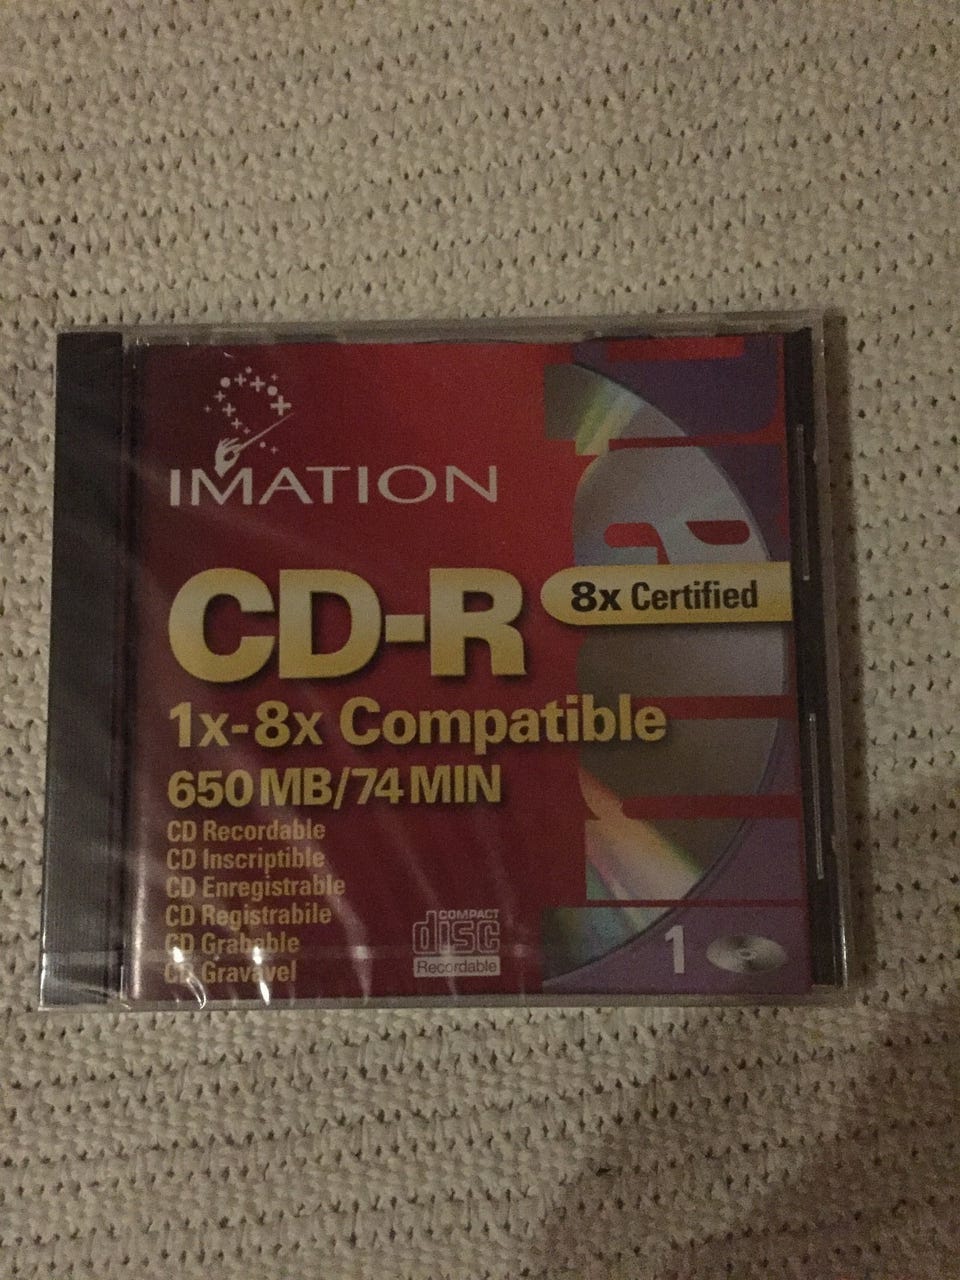 IMATION
CD-R
8x Certified
1x-8x Compatible
650 MB/74 MIN
CD Recordable
CD Inscriptible
CD Enregistrable
CD Registrabile
CD Grabable
CD Gravável
COMPACT
disc
Recordable
1